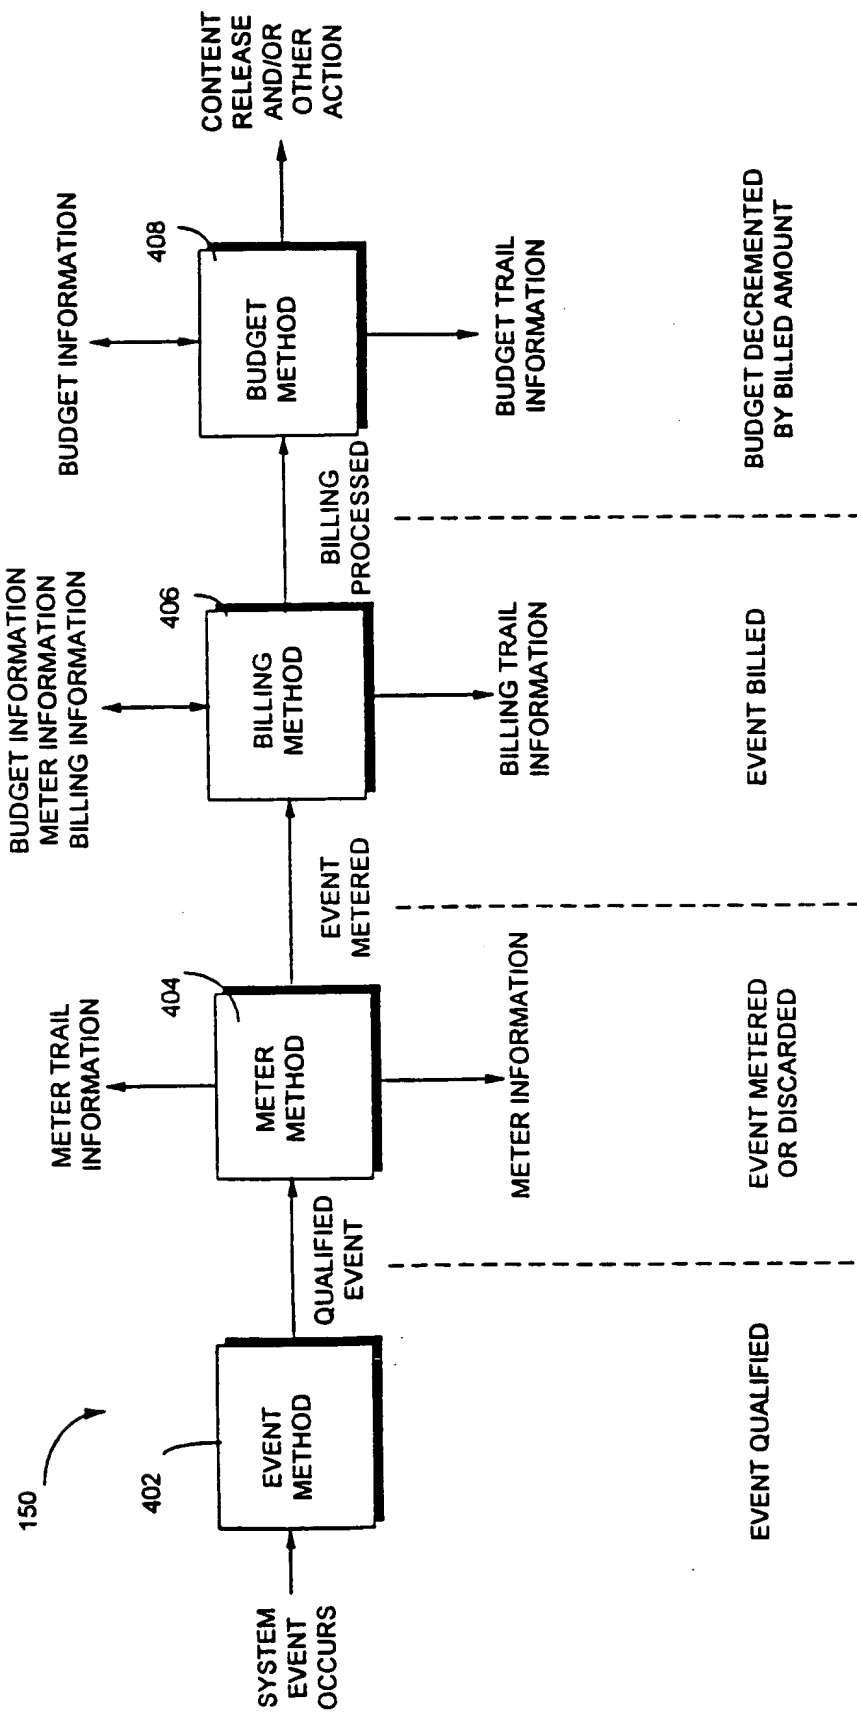 150
SYSTEM
EVENT
OCCURS
402
EVENT
METHOD
QUALIFIED
EVENT
METER TRAIL
INFORMATION
404
METER
METHOD
METER INFORMATION
EVENT
METERED
BUDGET INFORMATION
METER INFORMATION
BILLING INFORMATION
406
BILLING
METHOD
BILLING TRAIL
INFORMATION
BILLING
PROCESSED
BUDGET INFORMATION
408
BUDGET
METHOD
BUDGET TRAIL
INFORMATION
CONTENT
RELEASE
AND/OR
OTHER
ACTION
EVENT QUALIFIED
EVENT METERED
OR DISCARDED
EVENT BILLED
BUDGET DECREMENTED
BY BILLED AMOUNT